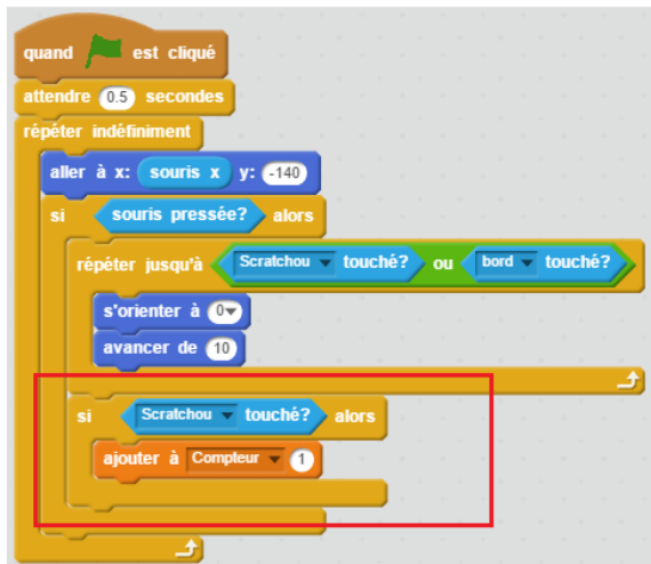 quand est cliqué
attendre 0.5 secondes
répéter indéfiniment
aller à x: souris x y: -140
si souris pressée? alors
répéter jusqu'à Scratchou touché? ou bord touché?
s'orienter à 0
avancer de 10
si Scratchou touché? alors
ajouter à Compteur 1